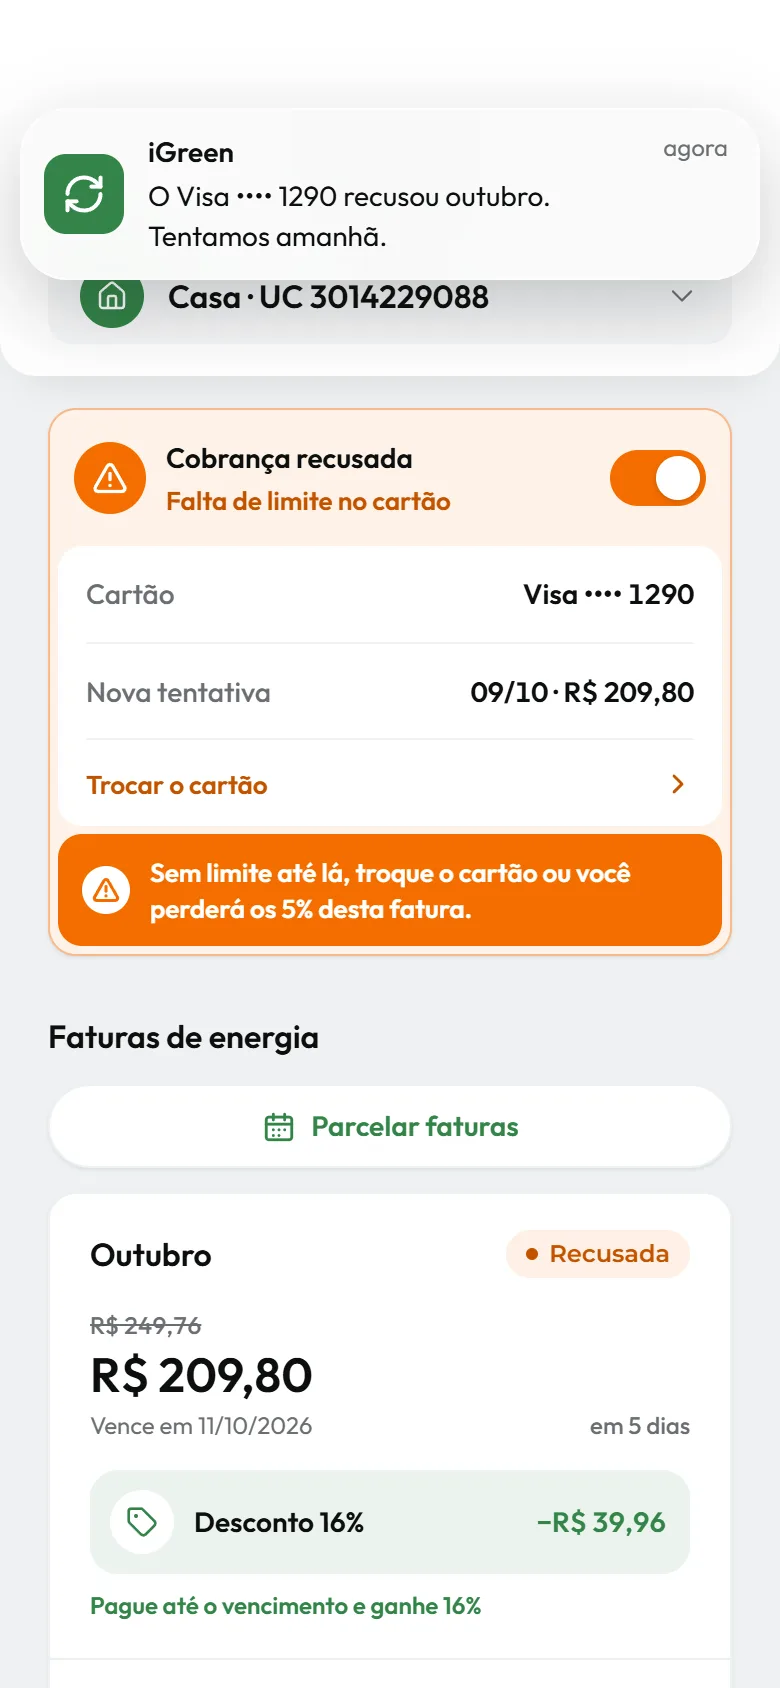 iGreen
agora
O Visa •••• 1290 recusou outubro.
Tentamos amanhã.
Casa · UC 3014229088
Cobrança recusada
Falta de limite no cartão
Cartão
Visa •••• 1290
Nova tentativa
09/10 · R$ 209,80
Trocar o cartão
Sem limite até lá, troque o cartão ou você
perderá os 5% desta fatura.
Faturas de energia
Parcelar faturas
Outubro
Recusada
R$ 249,76
R$ 209,80
Vence em 11/10/2026
em 5 dias
Desconto 16%
−R$ 39,96
Pague até o vencimento e ganhe 16%